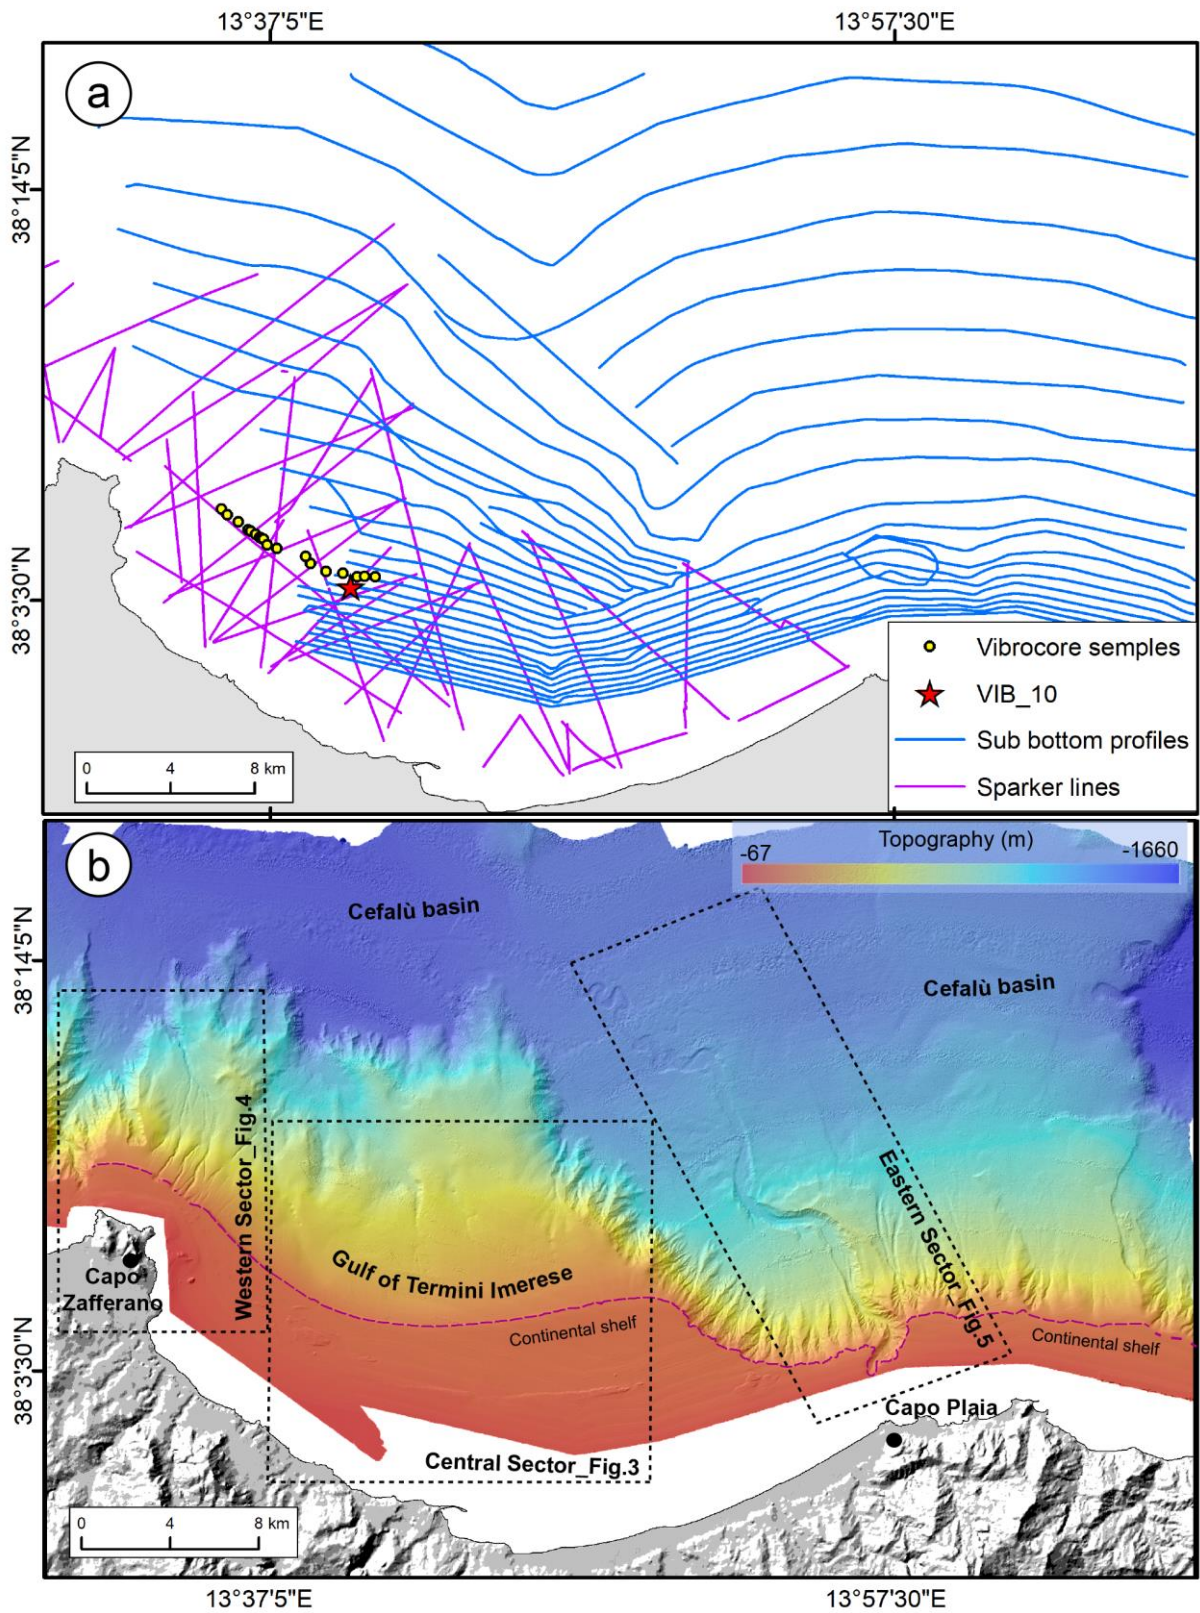 13°37'5"E
13°57'30"E
a
38°14'5"N
38°3'30"N
Vibrocore semples
VIB_10
Sub bottom profiles
Sparker lines
0 4 8 km
b
Topography (m)
-67
-1660
Cefalù basin
38°14'5"N
Cefalù basin
Western Sector_Fig.4
Eastern Sector_Fig.5
Gulf of Termini Imerese
Capo
Zafferano
Continental shelf
Continental shelf
38°3'30"N
Capo Plaia
Central Sector_Fig.3
0 4 8 km
13°37'5"E
13°57'30"E